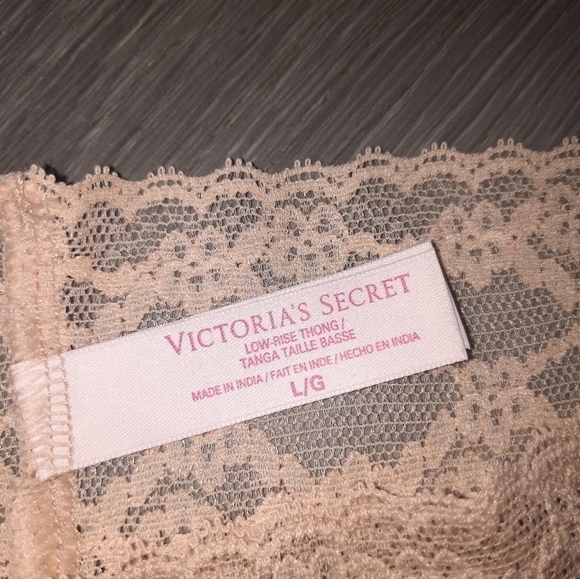 VICTORIA'S SECRET
LOW-RISE THONG/
TANGA TAILLE BASSE
MADE IN INDIA / FAIT EN INDE / HECHO EN INDIA
L/G